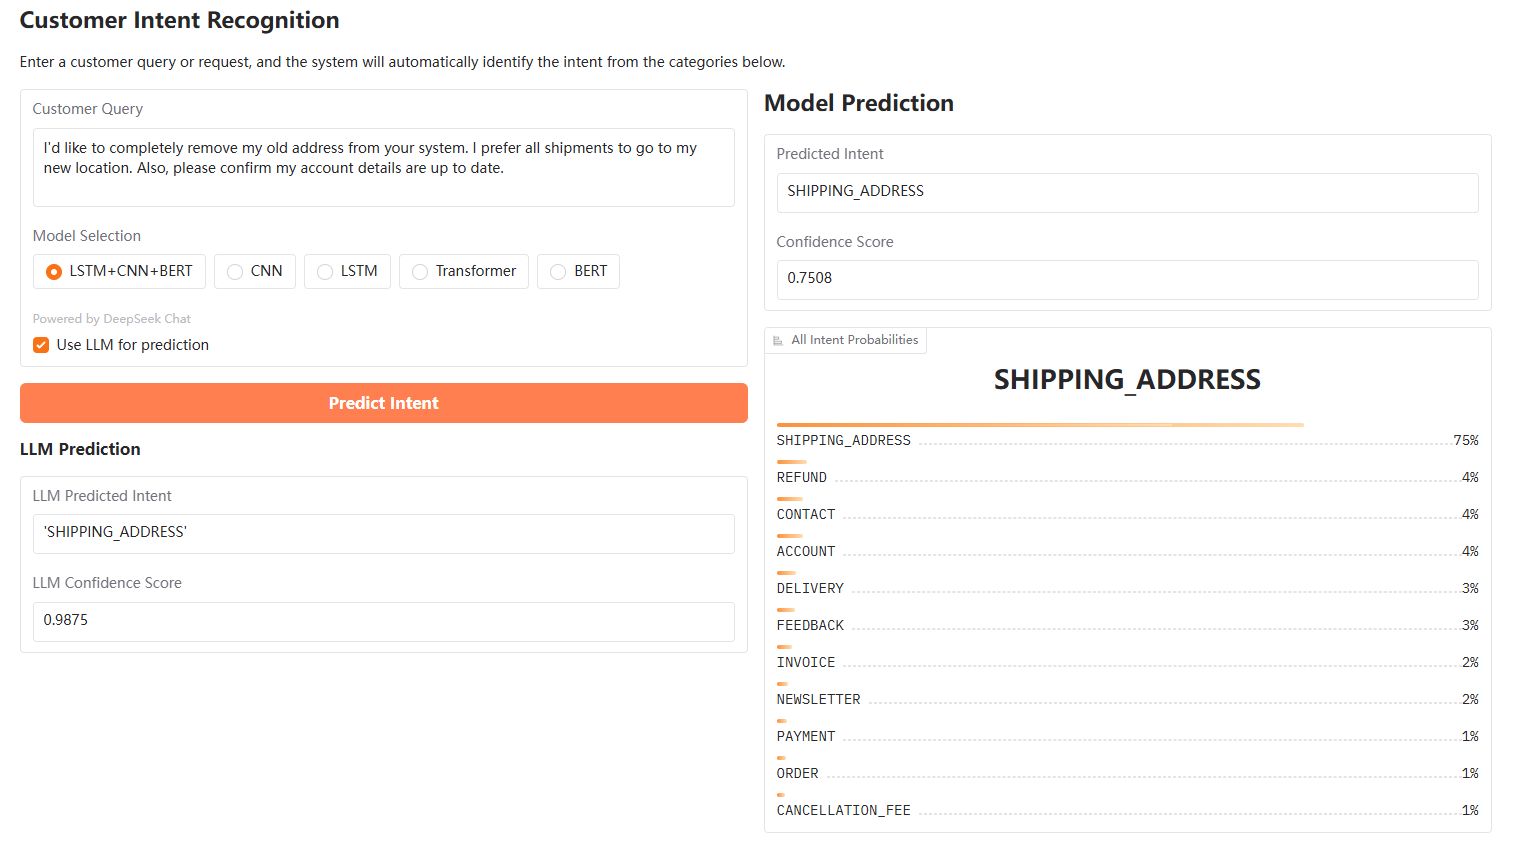 Customer Intent Recognition
Enter a customer query or request, and the system will automatically identify the intent from the categories below.
Customer Query
I'd like to completely remove my old address from your system. I prefer all shipments to go to my
new location. Also, please confirm my account details are up to date.
Model Selection
LSTM+CNN+BERT
CNN
LSTM
Transformer
BERT
Powered by DeepSeek Chat
Use LLM for prediction
Predict Intent
LLM Prediction
LLM Predicted Intent
'SHIPPING_ADDRESS'
LLM Confidence Score
0.9875
Model Prediction
Predicted Intent
SHIPPING_ADDRESS
Confidence Score
0.7508
All Intent Probabilities
SHIPPING_ADDRESS
SHIPPING_ADDRESS 75%
REFUND 4%
CONTACT 4%
ACCOUNT 4%
DELIVERY 3%
FEEDBACK 3%
INVOICE 2%
NEWSLETTER 2%
PAYMENT 1%
ORDER 1%
CANCELLATION_FEE 1%